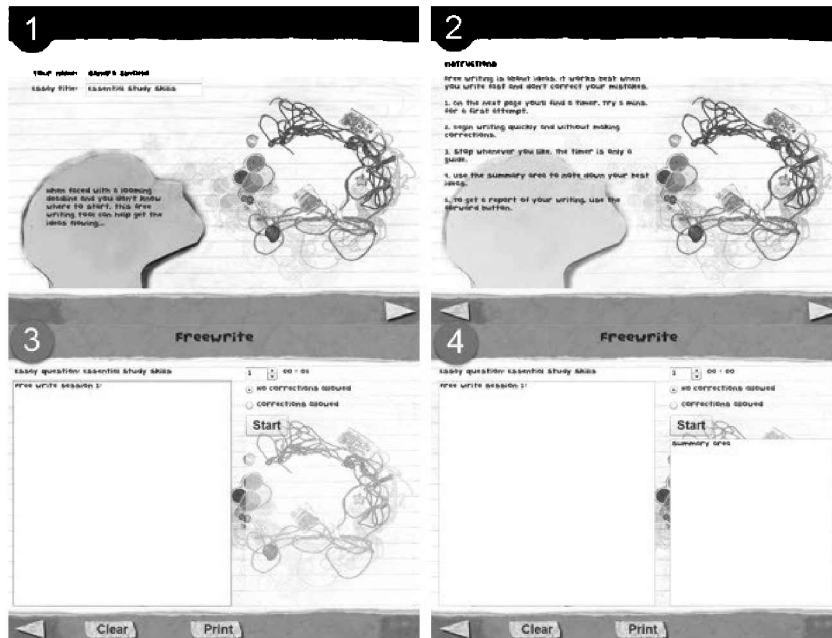 1
Your name: Sandra Sinfield
Essay title: Essential Study Skills
When faced with a looming
deadline and you don't know
where to start, this free
writing tool can help get the
ideas flowing...
2
Instructions
Free writing is about ideas. It works best when
you write fast and don't correct your mistakes.
1. On the next page you'll find a timer. Try 5 mins.
for a first attempt.
2. Begin writing quickly and without making
corrections.
3. Stop whenever you like, the timer is only a
guide.
4. Use the summary area to note down your best
ideas.
5. To get a report of your writing, use the
forward button.
3
Freewrite
Essay question: Essential Study Skills
1
Free write session 1:
No corrections allowed
Corrections allowed
Start
Clear
Print
4
Freewrite
Essay question: Essential Study Skills
1
Free write session 1:
No corrections allowed
Corrections allowed
Start
Summary area
Clear
Print